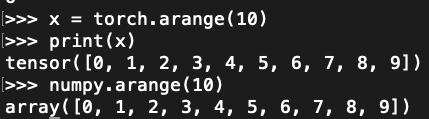 >>> x = torch.arange(10)
>>> print(x)
tensor([0, 1, 2, 3, 4, 5, 6, 7, 8, 9])
>>> numpy.arange(10)
array([0, 1, 2, 3, 4, 5, 6, 7, 8, 9])